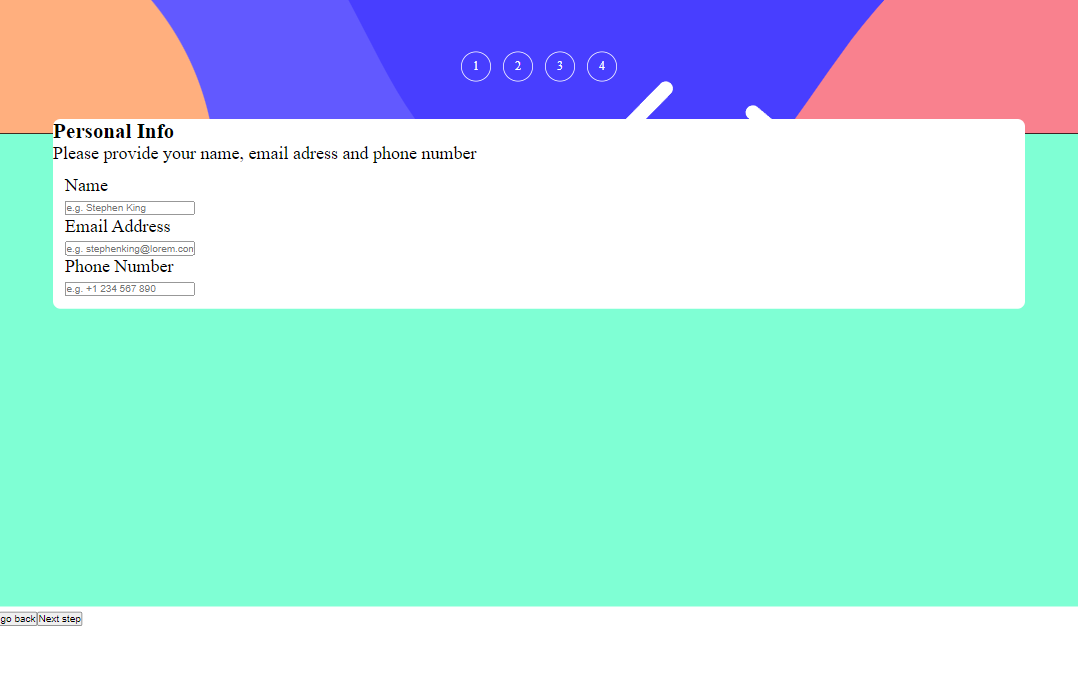 1 2 3 4
Personal Info
Please provide your name, email adress and phone number
Name
e.g. Stephen King
Email Address
e.g. stephenking@lorem.com
Phone Number
e.g. +1 234 567 890
go back Next step